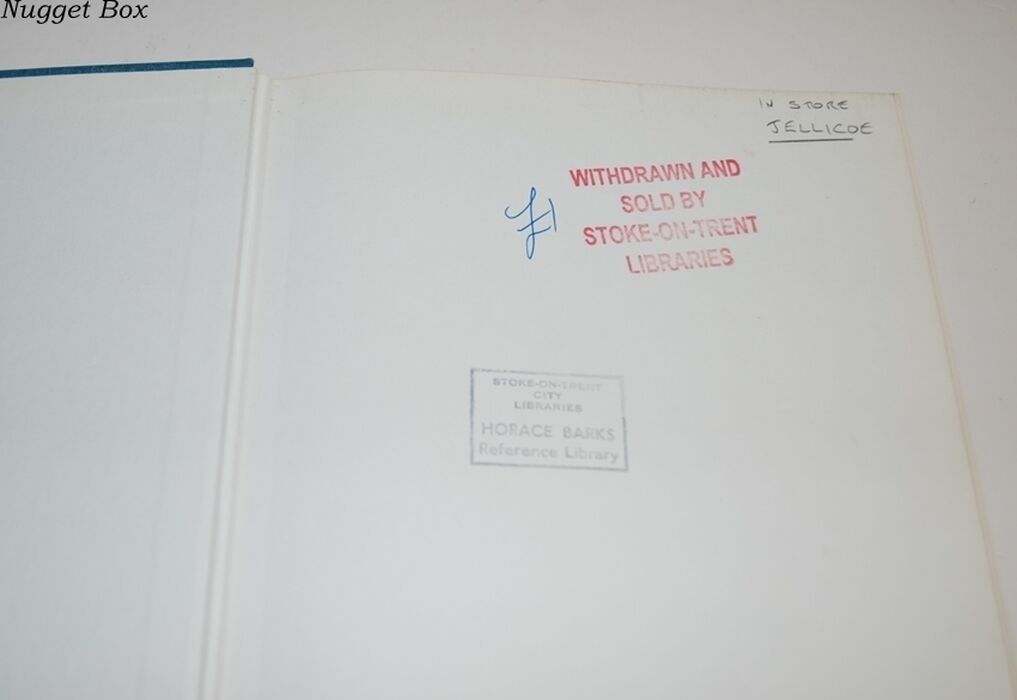 Nugget Box
IN STORE
JELLICOE
WITHDRAWN AND
SOLD BY
STOKE-ON-TRENT
LIBRARIES
£1
STOKE-ON-TRENT
CITY
LIBRARIES
HORACE BARKS
Reference Library